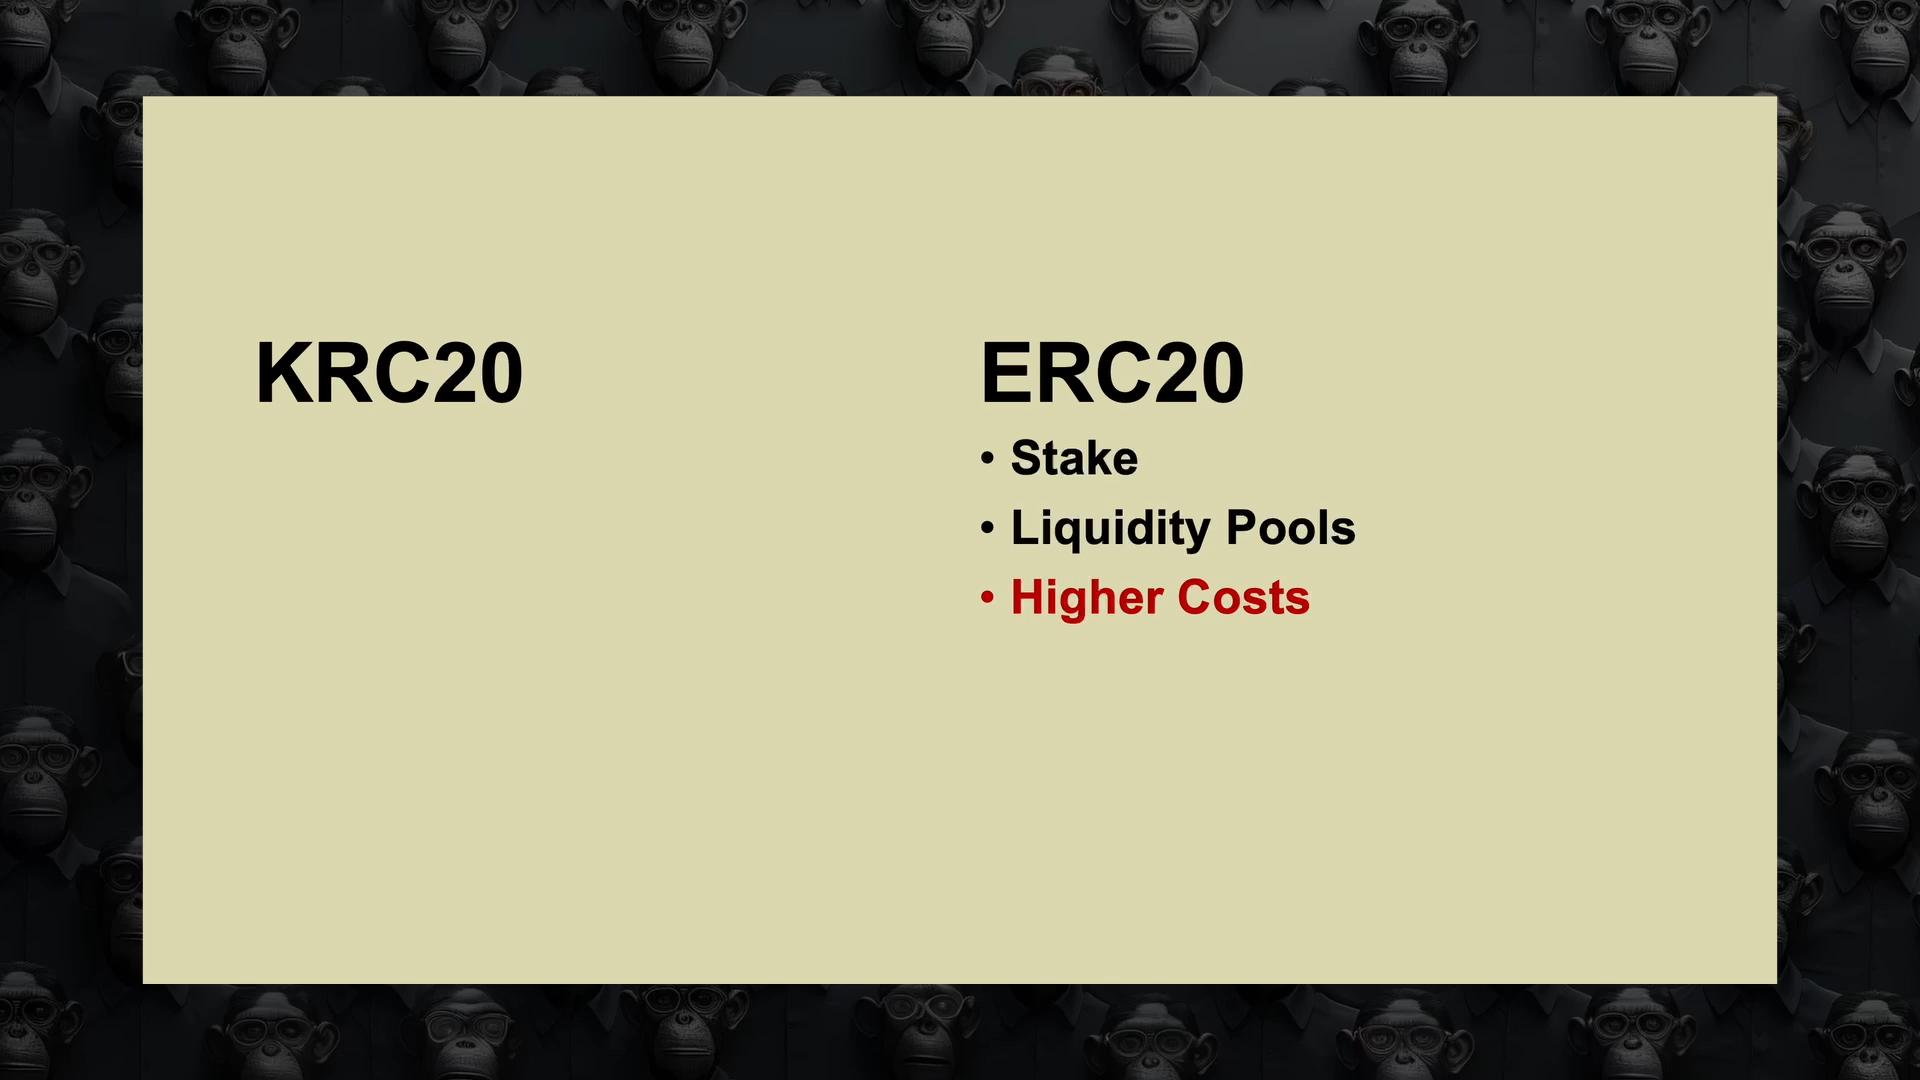 KRC20
ERC20
• Stake
• Liquidity Pools
• Higher Costs